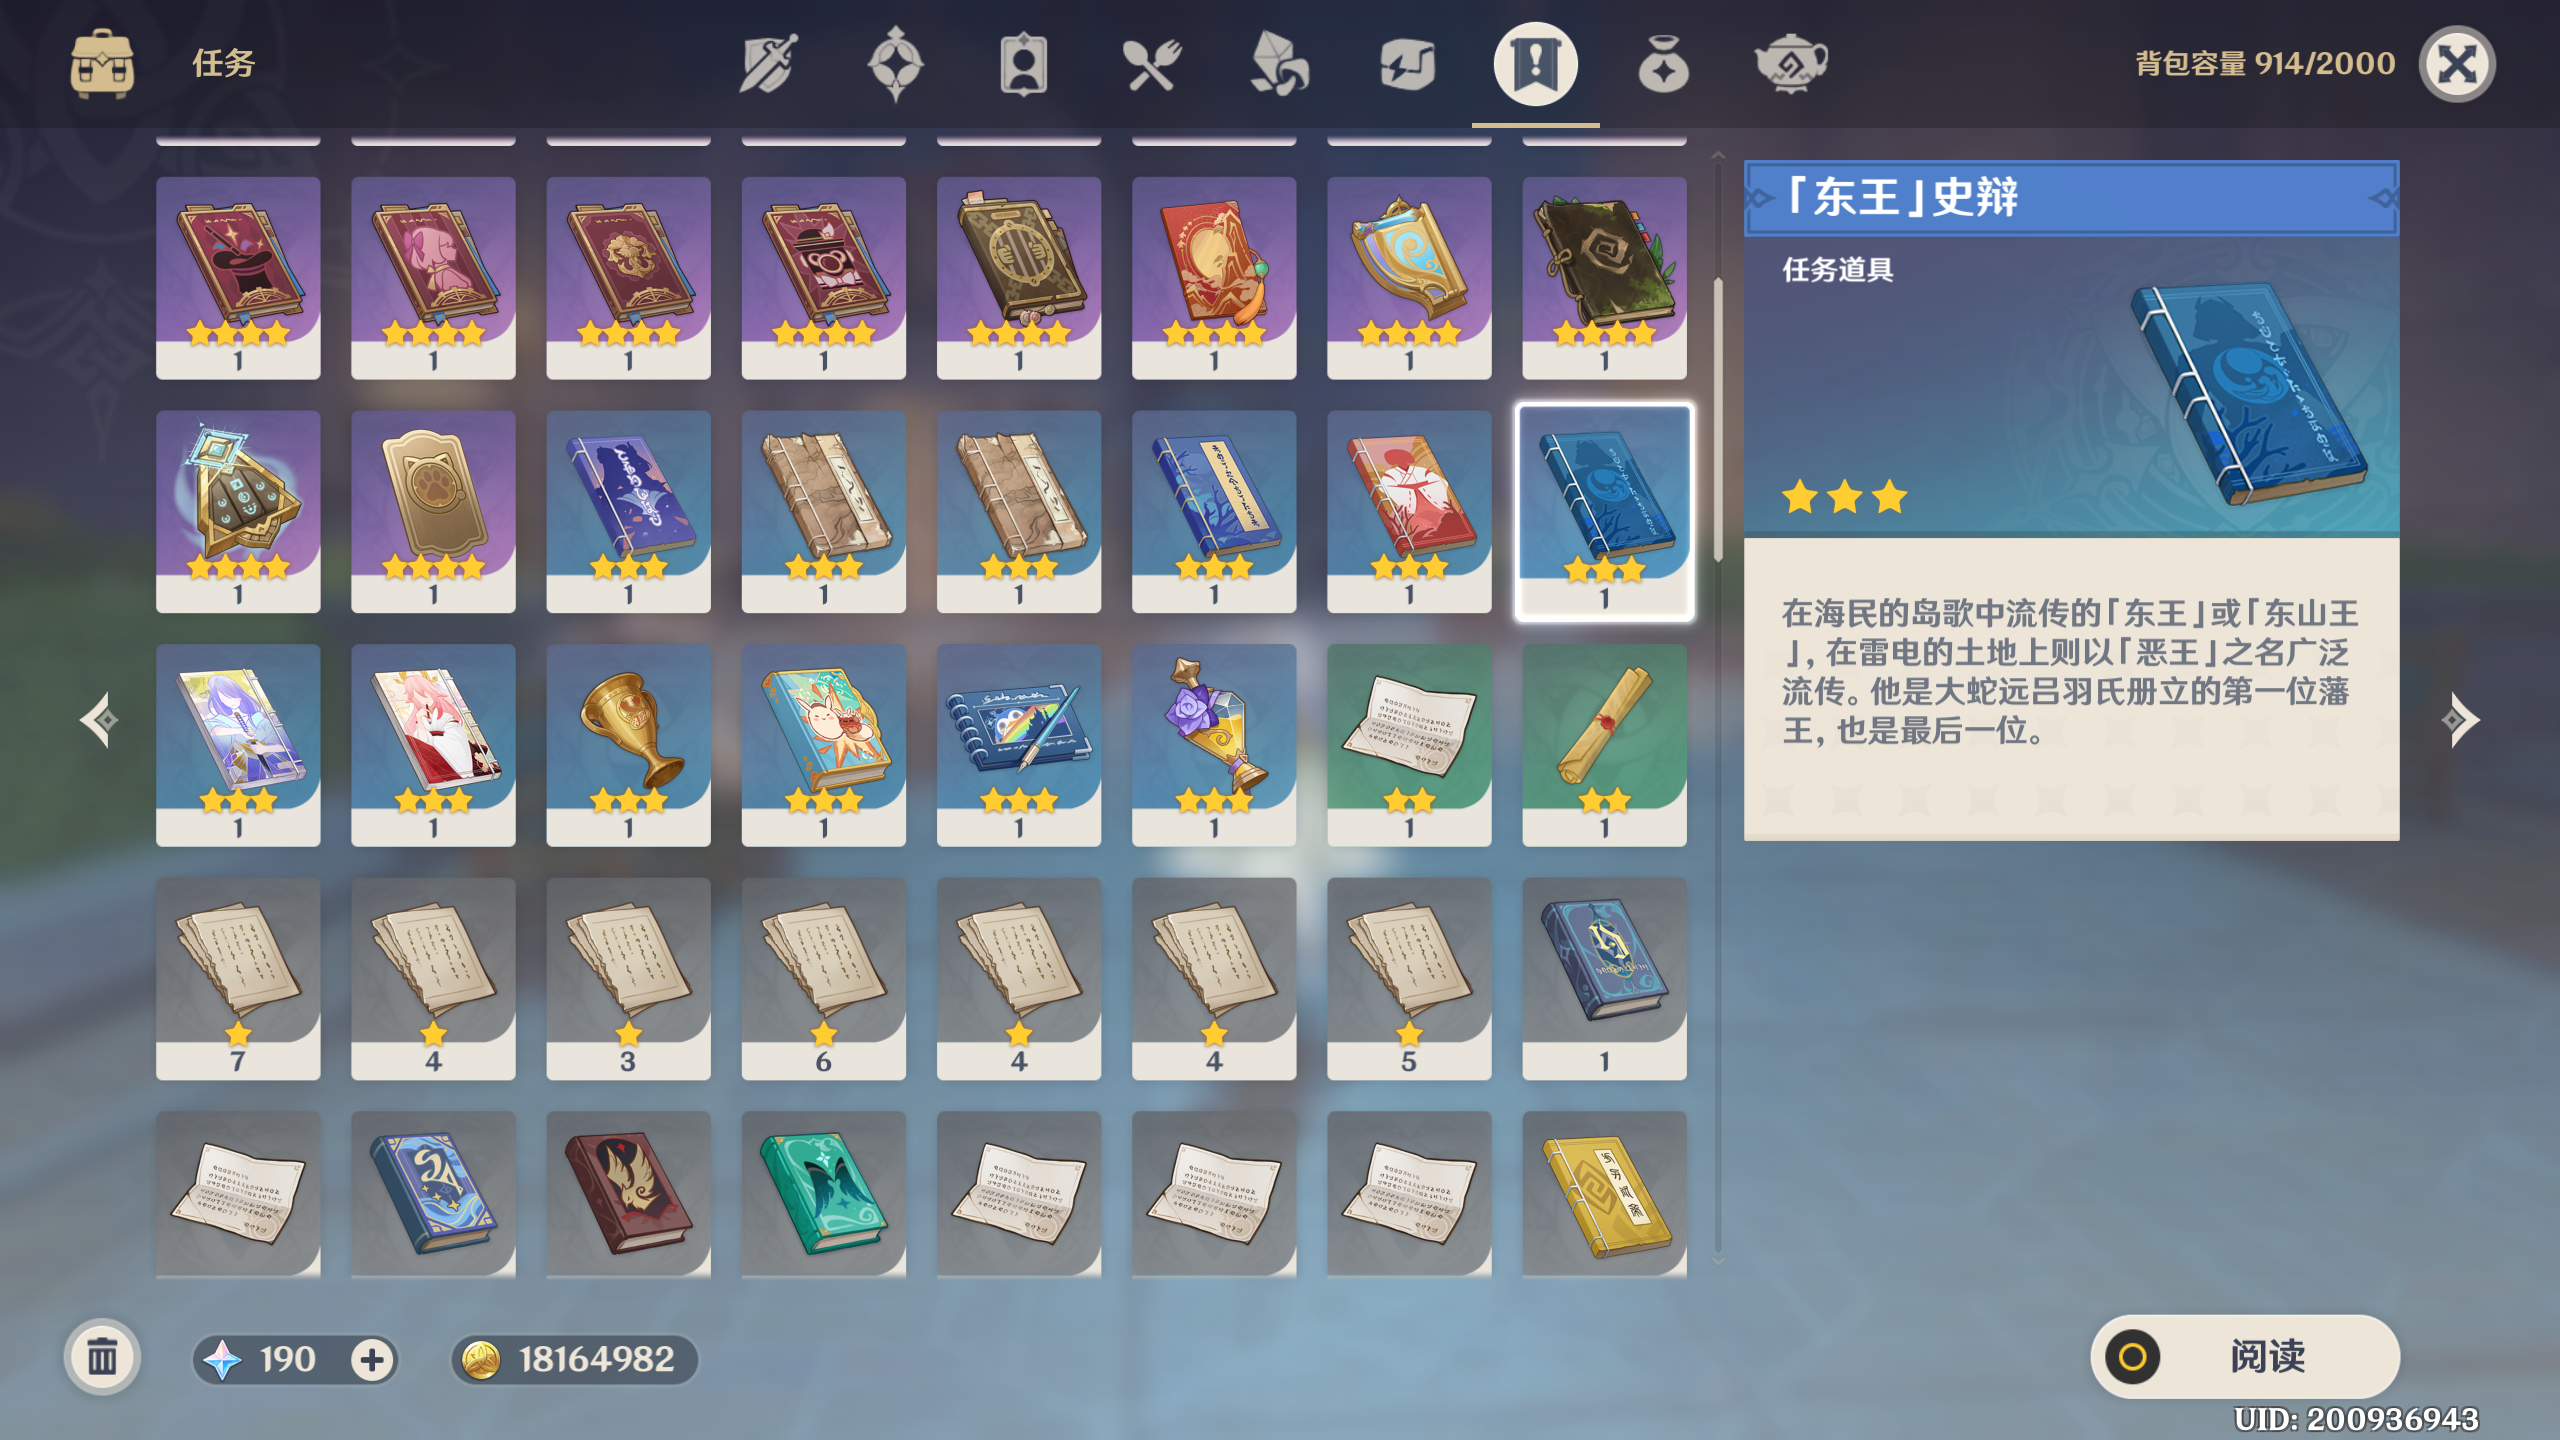 任务
背包容量 914/2000
1 1 1 1 1 1 1 1
1 1 1 1 1 1 1 1
1 1 1 1 1 1 1 1
7 4 3 6 4 4 5 1
「东王」史辩
任务道具
在海民的岛歌中流传的「东王」或「东山王
」，在雷电的土地上则以「恶王」之名广泛
流传。他是大蛇远吕羽氏册立的第一位藩
王，也是最后一位。
190
18164982
阅读
UID: 200936943